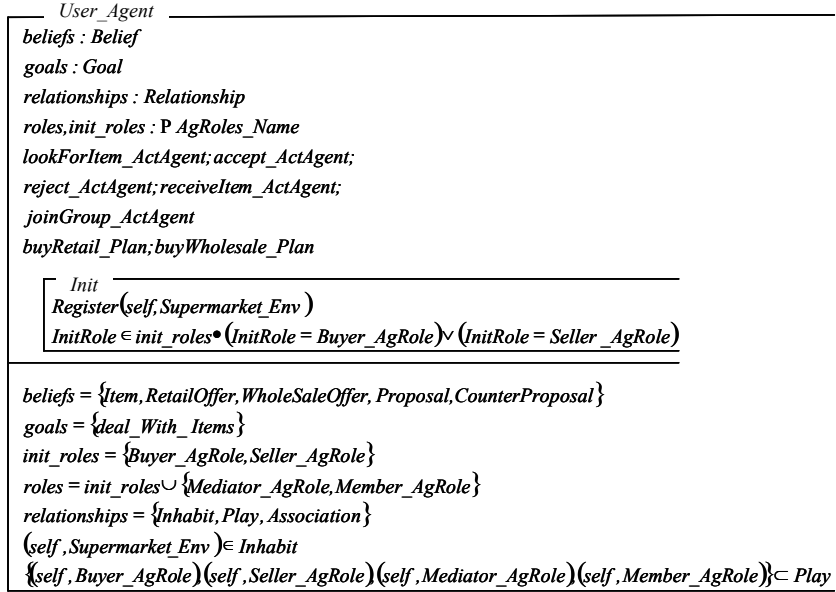 User_Agent
beliefs : Belief
goals : Goal
relationships : Relationship
roles,init_roles : P AgRoles_Name
lookForItem_ActAgent; accept_ActAgent;
reject_ActAgent; receiveItem_ActAgent;
joinGroup_ActAgent
buyRetail_Plan; buyWholesale_Plan
Init
Register(self,Supermarket_Env)
InitRole ∈ init_roles• (InitRole = Buyer_AgRole)∨ (InitRole = Seller _AgRole)
beliefs = {Item,RetailOffer,WholeSaleOffer, Proposal,CounterProposal}
goals = {deal_With_ Items}
init_roles = {Buyer_AgRole,Seller_AgRole}
roles = init_roles∪ {Mediator_AgRole,Member_AgRole}
relationships = {Inhabit,Play,Association}
(self ,Supermarket_Env )∈ Inhabit
{(self ,Buyer_AgRole),(self ,Seller_AgRole),(self ,Mediator_AgRole),(self ,Member_AgRole)}⊂ Play